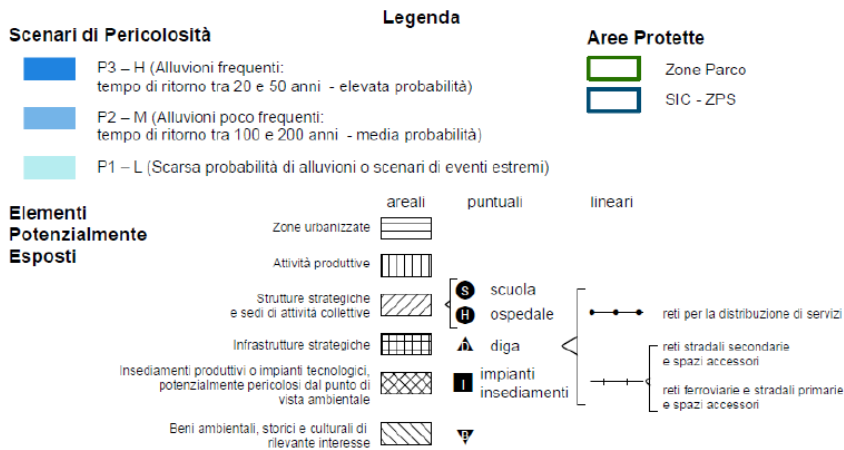 Legenda
Scenari di Pericolosità
P3 – H (Alluvioni frequenti:
tempo di ritorno tra 20 e 50 anni - elevata probabilità)
P2 – M (Alluvioni poco frequenti:
tempo di ritorno tra 100 e 200 anni - media probabilità)
P1 – L (Scarsa probabilità di alluvioni o scenari di eventi estremi)
Aree Protette
Zone Parco
SIC - ZPS
Elementi
Potenzialmente
Esposti
areali puntuali lineari
Zone urbanizzate
Attività produttive
Strutture strategiche
e sedi di attività collettive
S scuola
H ospedale
Infrastrutture strategiche
D diga
Insediamenti produttivi o impianti tecnologici,
potenzialmente pericolosi dal punto di
vista ambientale
I impianti
insediamenti
Beni ambientali, storici e culturali di
rilevante interesse
B
reti per la distribuzione di servizi
reti stradali secondarie
e spazi accessori
reti ferroviarie e stradali primarie
e spazi accessori